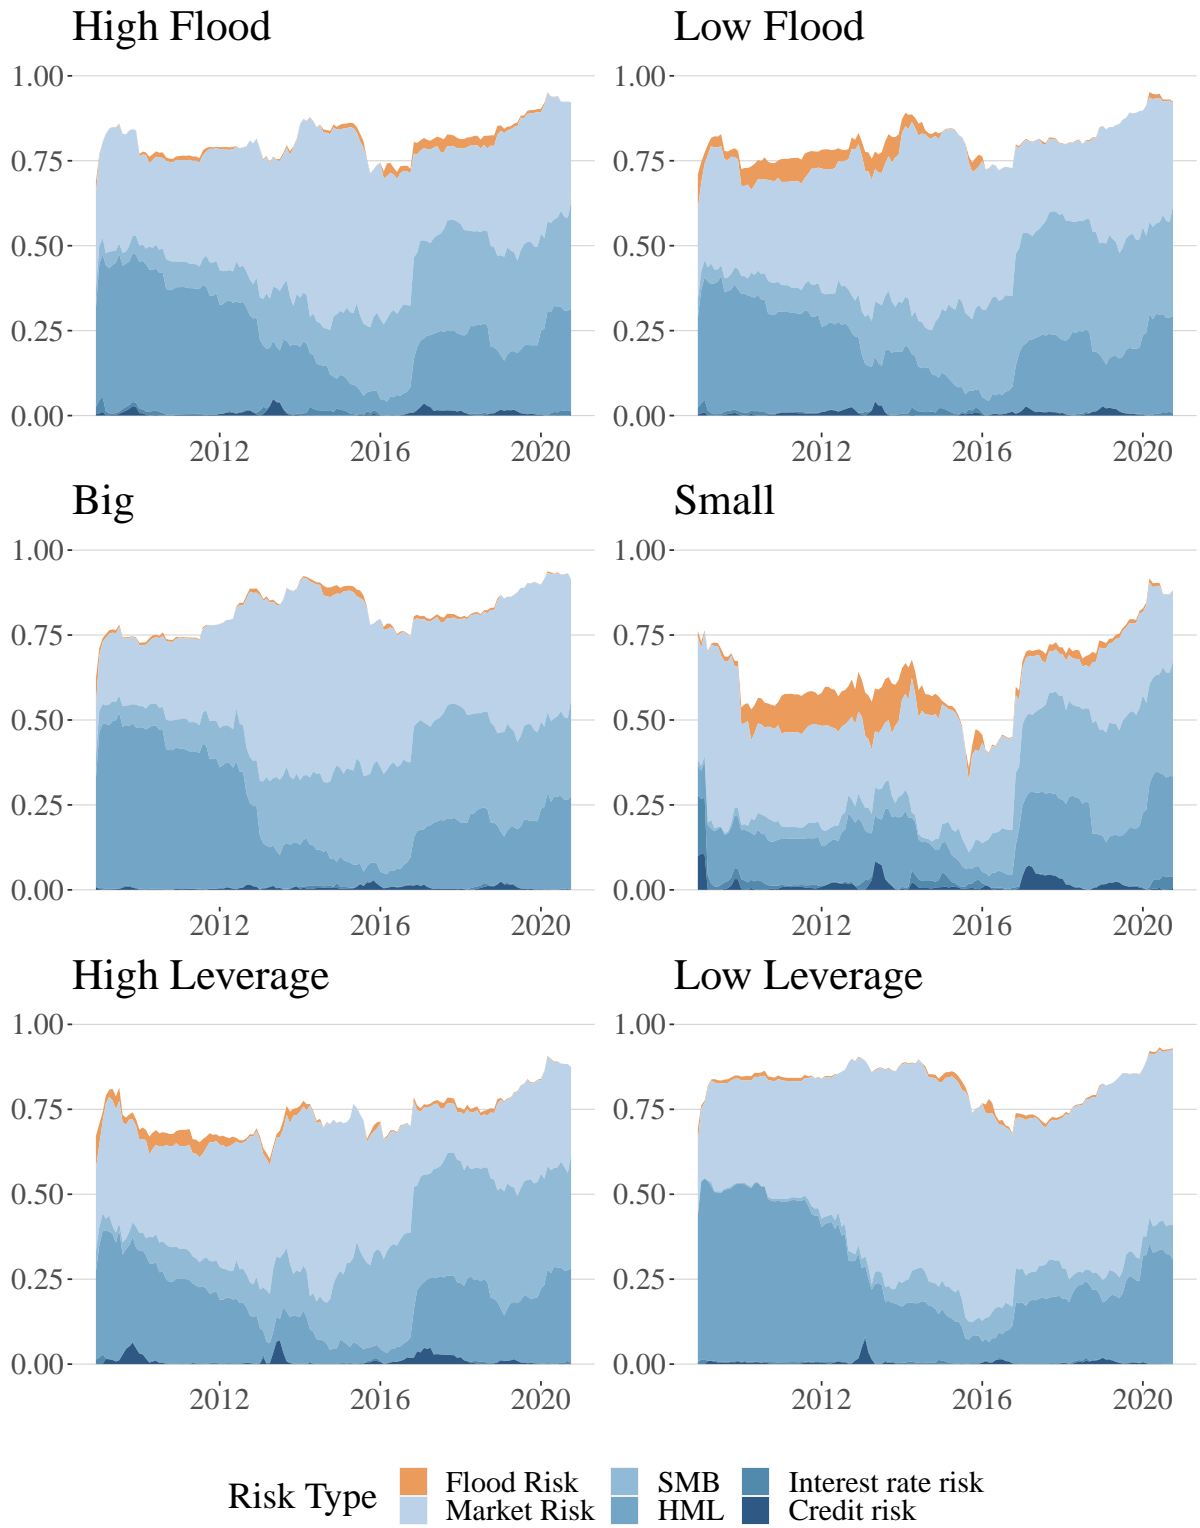 High Flood Low Flood
1.00 1.00
0.75 0.75
0.50 0.50
0.25 0.25
0.00 0.00
2012 2016 2020 2012 2016 2020
Big Small
1.00 1.00
0.75 0.75
0.50 0.50
0.25 0.25
0.00 0.00
2012 2016 2020 2012 2016 2020
High Leverage Low Leverage
1.00 1.00
0.75 0.75
0.50 0.50
0.25 0.25
0.00 0.00
2012 2016 2020 2012 2016 2020
Risk Type
Flood Risk SMB Interest rate risk
Market Risk HML Credit risk